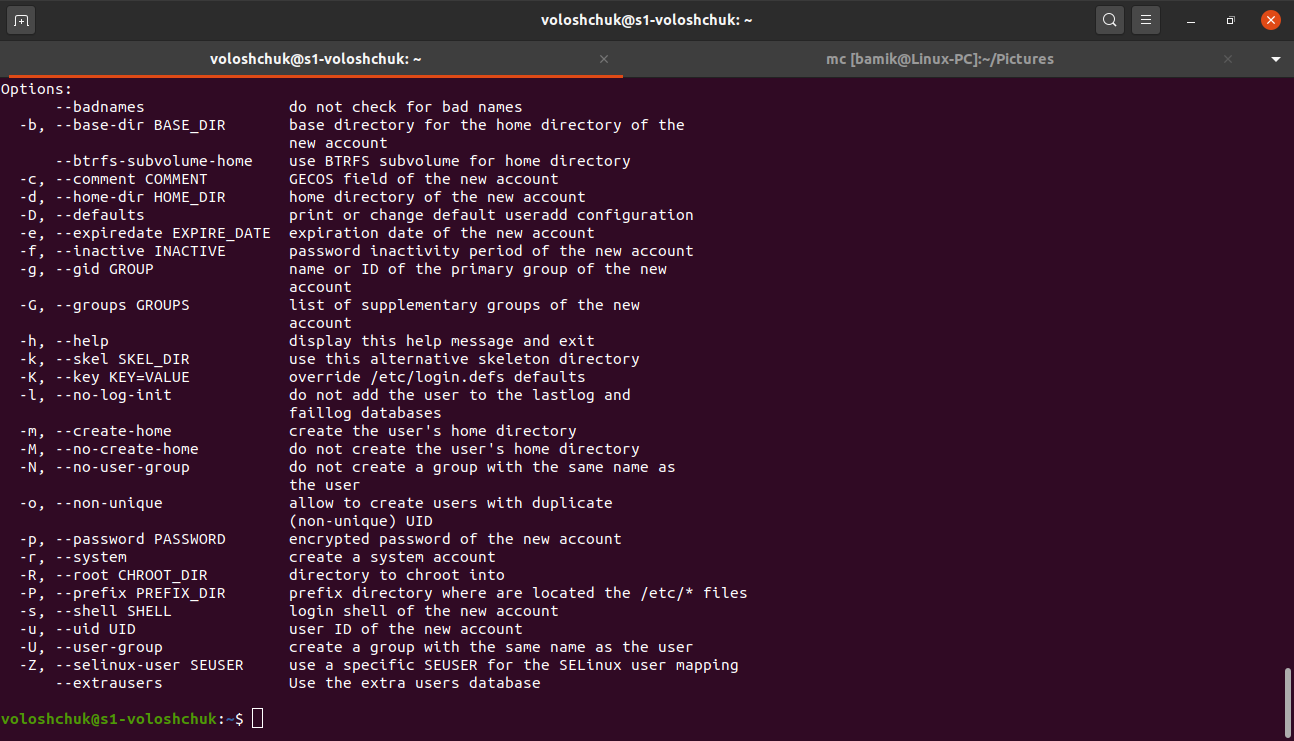 voloshchuk@s1-voloshchuk: ~
voloshchuk@s1-voloshchuk: ~
mc [bamik@Linux-PC]:~/Pictures
Options:
      --badnames                do not check for bad names
  -b, --base-dir BASE_DIR       base directory for the home directory of the
                                new account
      --btrfs-subvolume-home    use BTRFS subvolume for home directory
  -c, --comment COMMENT         GECOS field of the new account
  -d, --home-dir HOME_DIR       home directory of the new account
  -D, --defaults                print or change default useradd configuration
  -e, --expiredate EXPIRE_DATE  expiration date of the new account
  -f, --inactive INACTIVE       password inactivity period of the new account
  -g, --gid GROUP               name or ID of the primary group of the new
                                account
  -G, --groups GROUPS           list of supplementary groups of the new
                                account
  -h, --help                    display this help message and exit
  -k, --skel SKEL_DIR           use this alternative skeleton directory
  -K, --key KEY=VALUE           override /etc/login.defs defaults
  -l, --no-log-init             do not add the user to the lastlog and
                                faillog databases
  -m, --create-home             create the user's home directory
  -M, --no-create-home          do not create the user's home directory
  -N, --no-user-group           do not create a group with the same name as
                                the user
  -o, --non-unique              allow to create users with duplicate
                                (non-unique) UID
  -p, --password PASSWORD       encrypted password of the new account
  -r, --system                  create a system account
  -R, --root CHROOT_DIR         directory to chroot into
  -P, --prefix PREFIX_DIR       prefix directory where are located the /etc/* files
  -s, --shell SHELL             login shell of the new account
  -u, --uid UID                 user ID of the new account
  -U, --user-group              create a group with the same name as the user
  -Z, --selinux-user SEUSER     use a specific SEUSER for the SELinux user mapping
      --extrausers              Use the extra users database
voloshchuk@s1-voloshchuk:~$